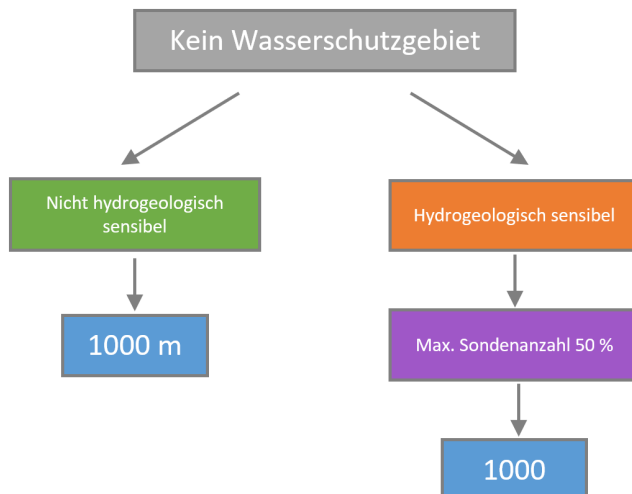 Kein Wasserschutzgebiet
Nicht hydrogeologisch
sensibel
Hydrogeologisch sensibel
1000 m
Max. Sondenanzahl 50 %
1000